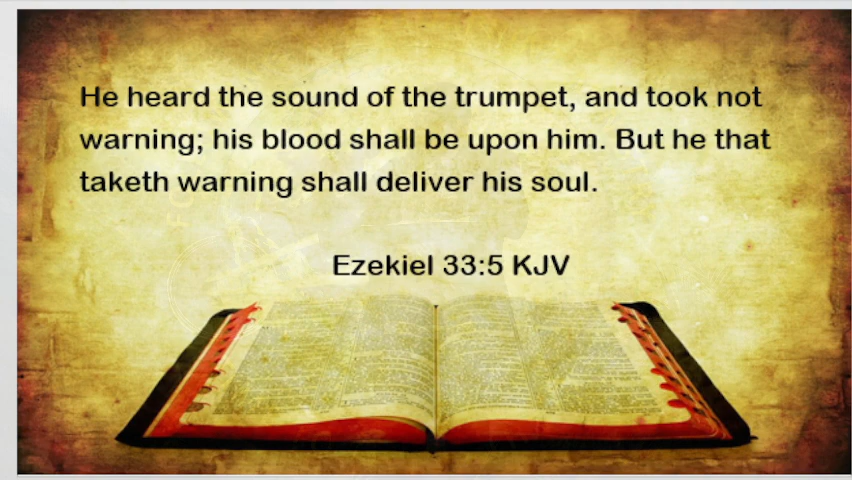 He heard the sound of the trumpet, and took not
warning; his blood shall be upon him. But he that
taketh warning shall deliver his soul.
Ezekiel 33:5 KJV